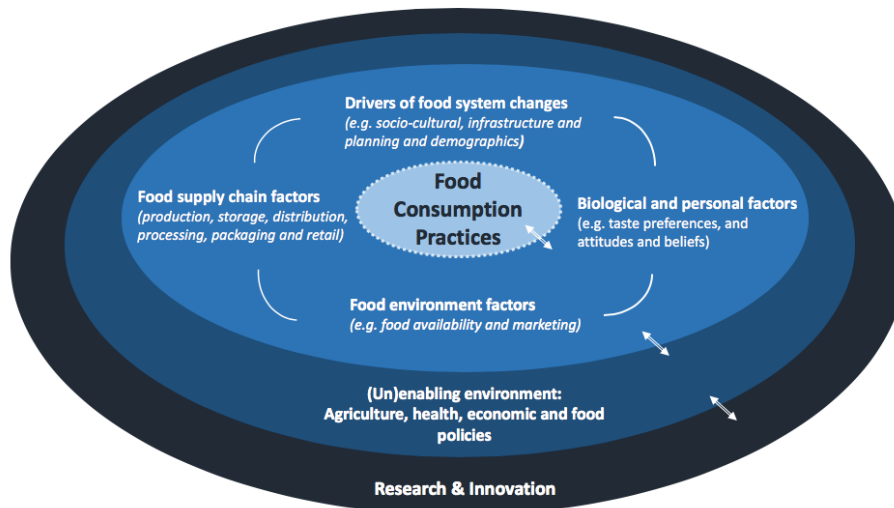 Drivers of food system changes
(e.g. socio-cultural, infrastructure and
planning and demographics)
Food supply chain factors
(production, storage, distribution,
processing, packaging and retail)
Food
Consumption
Practices
Biological and personal factors
(e.g. taste preferences, and
attitudes and beliefs)
Food environment factors
(e.g. food availability and marketing)
(Un)enabling environment:
Agriculture, health, economic and food
policies
Research & Innovation